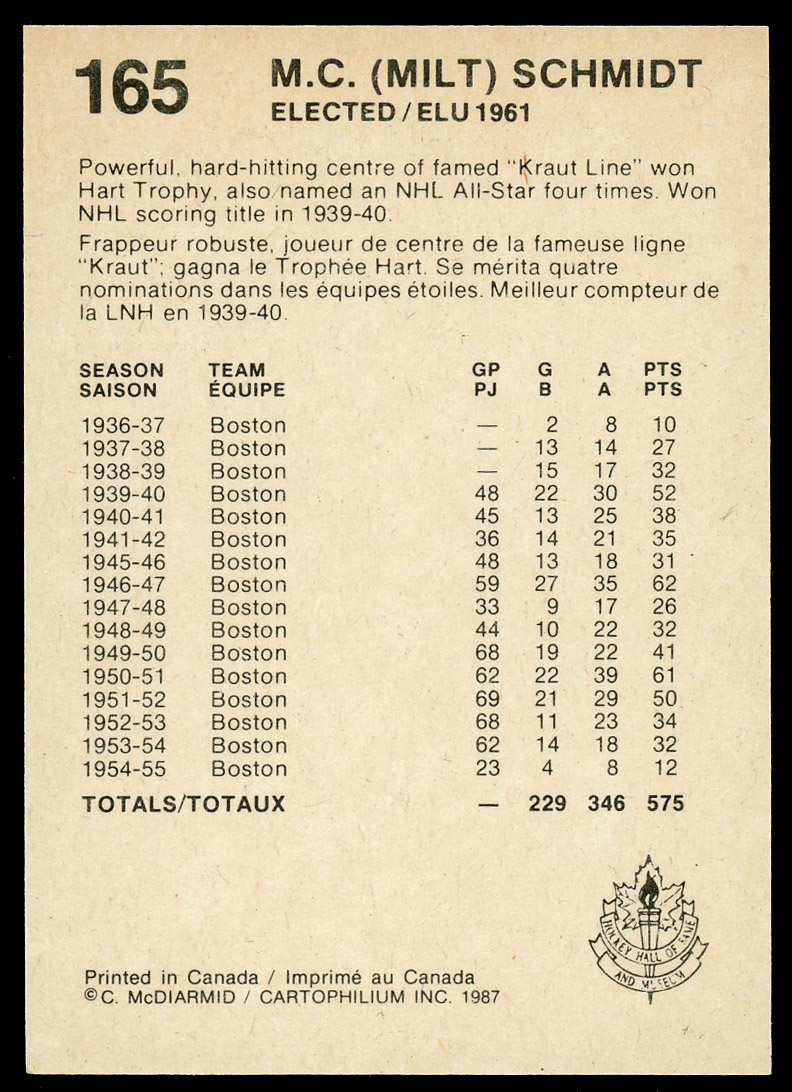 165 M.C. (MILT) SCHMIDT
ELECTED/ELU 1961
Powerful, hard-hitting centre of famed "Kraut Line" won
Hart Trophy, also named an NHL All-Star four times. Won
NHL scoring title in 1939-40.
Frappeur robuste, joueur de centre de la fameuse ligne
"Kraut"; gagna le Trophée Hart. Se mérita quatre
nominations dans les équipes étoiles. Meilleur compteur de
la LNH en 1939-40.
SEASON TEAM GP G A PTS
SAISON ÉQUIPE PJ B A PTS
1936-37 Boston — 2 8 10
1937-38 Boston — 13 14 27
1938-39 Boston — 15 17 32
1939-40 Boston 48 22 30 52
1940-41 Boston 45 13 25 38
1941-42 Boston 36 14 21 35
1945-46 Boston 48 13 18 31
1946-47 Boston 59 27 35 62
1947-48 Boston 33 9 17 26
1948-49 Boston 44 10 22 32
1949-50 Boston 68 19 22 41
1950-51 Boston 62 22 39 61
1951-52 Boston 69 21 29 50
1952-53 Boston 68 11 23 34
1953-54 Boston 62 14 18 32
1954-55 Boston 23 4 8 12
TOTALS/TOTAUX — 229 346 575
HOCKEY HALL OF FAME
AND MUSEUM
Printed in Canada / Imprimé au Canada
©C. McDIARMID / CARTOPHILIUM INC. 1987